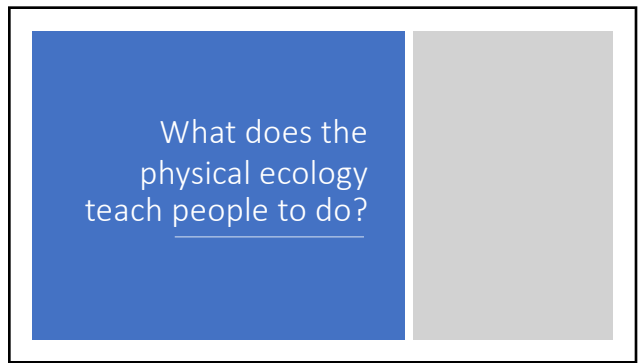 What does the
physical ecology
teach people to do?